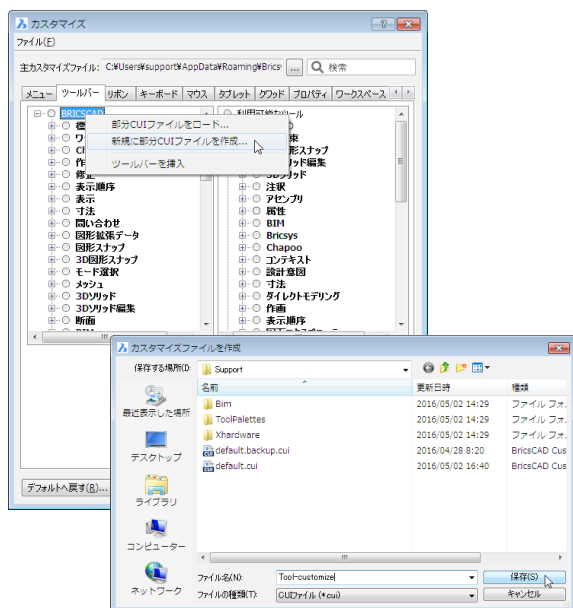 カスタマイズ
ファイル(F)
主カスタマイズファイル: C:¥Users¥support¥AppData¥Roaming¥Brics ... 検索
メニュー ツールバー リボン キーボード マウス タブレット クワッド プロパティ ワークスペース
BRICSCAD
部分CUIファイルをロード...
新規に部分CUIファイルを作成...
ツールバーを挿入
修正
表示順序
表示
寸法
問い合わせ
図形拡張データ
図形スナップ
3D図形スナップ
モード選択
メッシュ
3Dソリッド
3Dソリッド編集
断面
利用可能なツール
注釈
アセンブリ
属性
BIM
Bricsys
Chapoo
コンテキスト
設計意図
寸法
ダイレクトモデリング
作画
表示順序
デフォルトへ戻す(R)...
カスタマイズファイルを作成
保存する場所(I): Support
名前 更新日時 種類
Bim 2016/05/02 14:29 ファイル フォ.
ToolPalettes 2016/05/02 14:29 ファイル フォ.
Xhardware 2016/05/02 14:29 ファイル フォ.
default.backup.cui 2016/04/28 8:20 BricsCAD Cus
default.cui 2016/05/02 16:40 BricsCAD Cus
最近表示した場所
デスクトップ
ライブラリ
コンピューター
ネットワーク
ファイル名(N): Tool-customize 保存(S)
ファイルの種類(T): CUIファイル (*cui) キャンセル